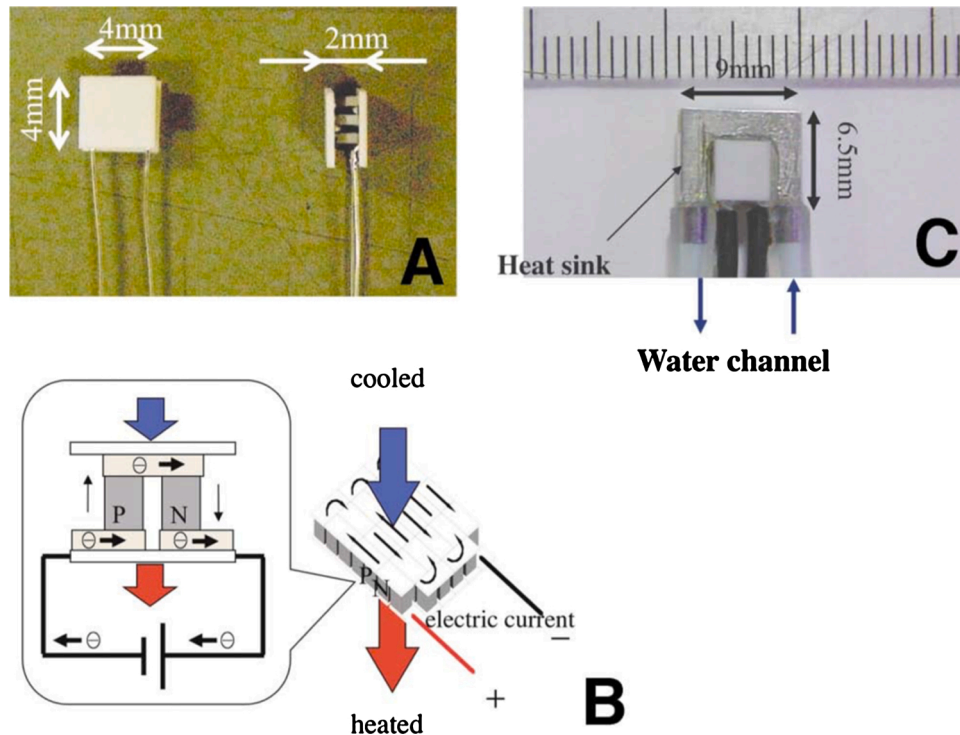 4mm
4mm
2mm
A
9mm
6.5mm
Heat sink
C
Water channel
cooled
⊖
P
N
⊖
⊖
⊖
⊖
P
N
electric current
−
+
heated
B